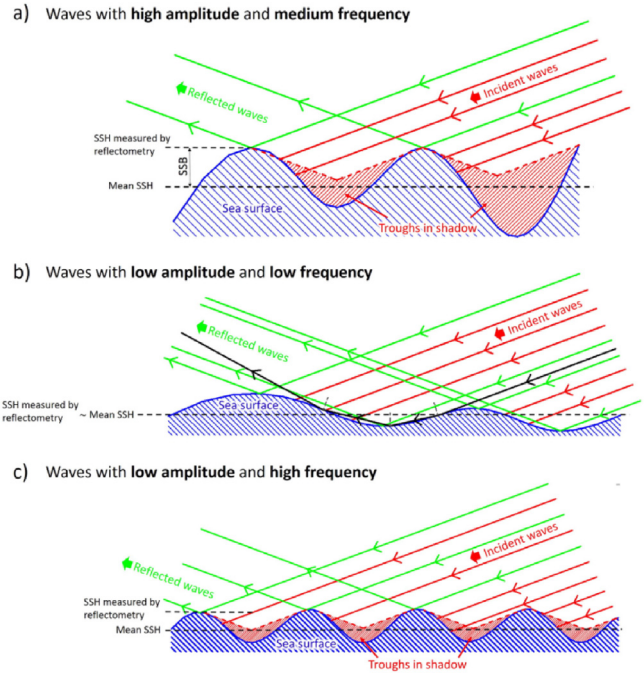 a) Waves with high amplitude and medium frequency
Reflected waves
Incident waves
SSH measured by
reflectometry
SSB
Mean SSH
Sea surface
Troughs in shadow
b) Waves with low amplitude and low frequency
Reflected waves
Incident waves
SSH measured by
reflectometry
~ Mean SSH
Sea surface
c) Waves with low amplitude and high frequency
Reflected waves
Incident waves
SSH measured by
reflectometry
Mean SSH
Sea surface
Troughs in shadow